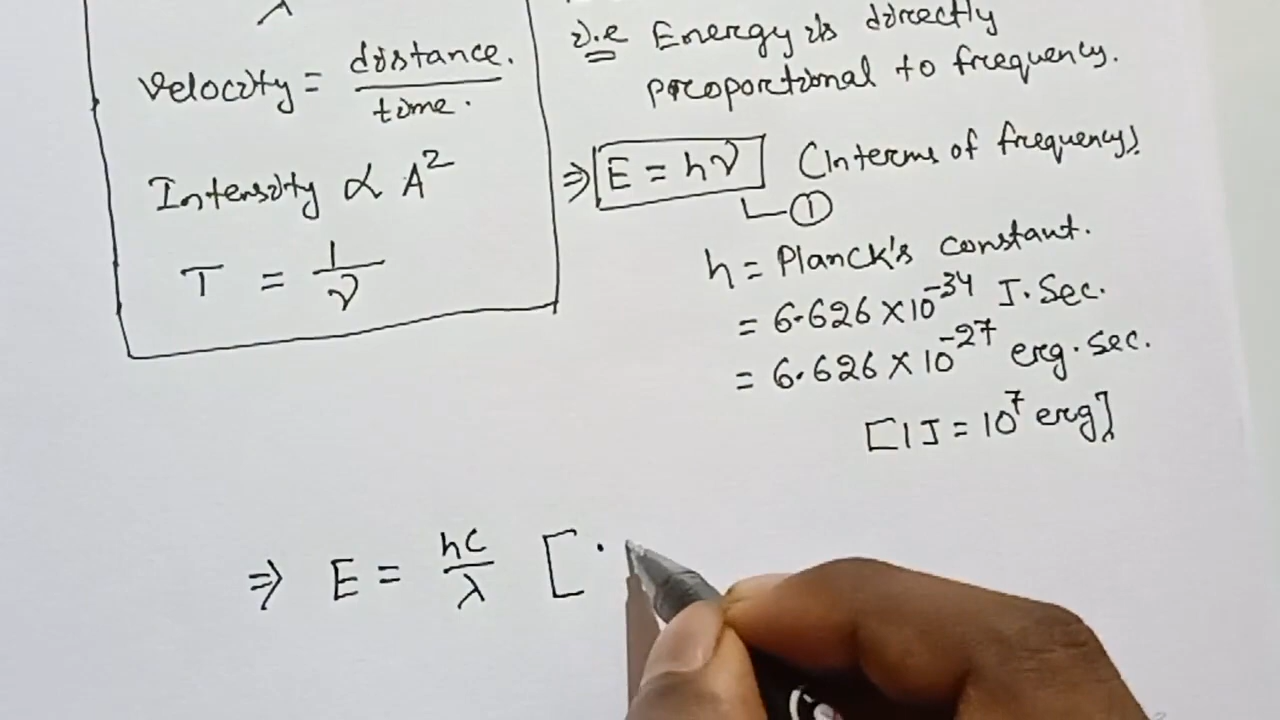 λ
Velocity = distance. / time.
Intensity ∝ A²
T = 1/ν
i.e Energy is directly
proportional to frequency.
⇒ E = hν (Interms of frequency).
①
h = Planck's constant.
= 6.626 × 10⁻³⁴ J. Sec.
= 6.626 × 10⁻²⁷ erg. sec.
[1J = 10⁷ erg]
⇒ E = hc/λ [·